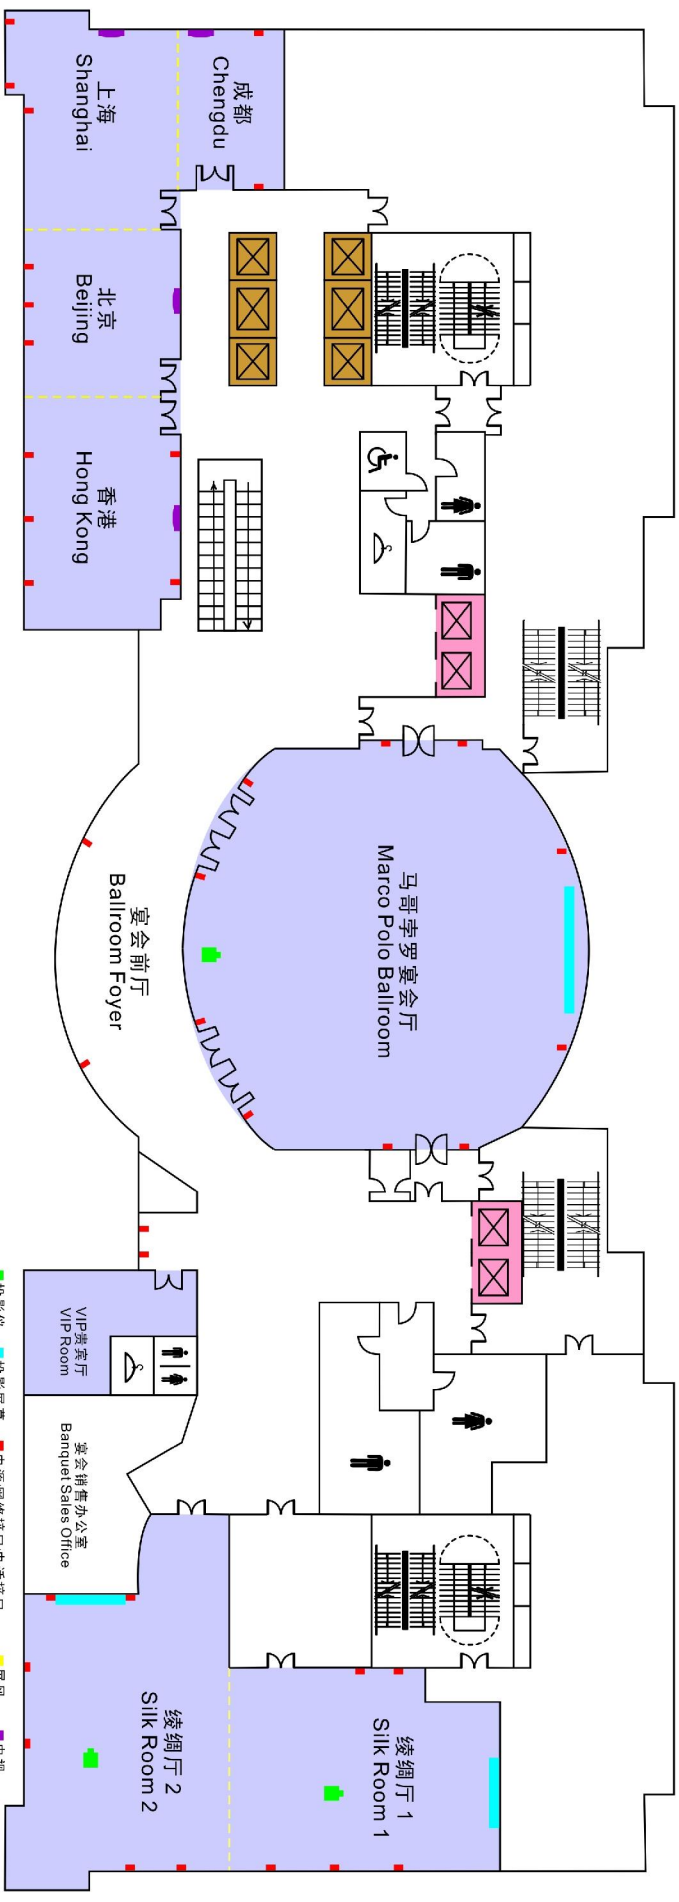 成都
Chengdu
上海
Shanghai
北京
Beijing
香港
Hong Kong
马哥孛罗宴会厅
Marco Polo Ballroom
宴会前厅
Ballroom Foyer
VIP贵宾厅
VIP Room
宴会销售办公室
Banquet Sales Office
绫绸厅 1
Silk Room 1
绫绸厅 2
Silk Room 2